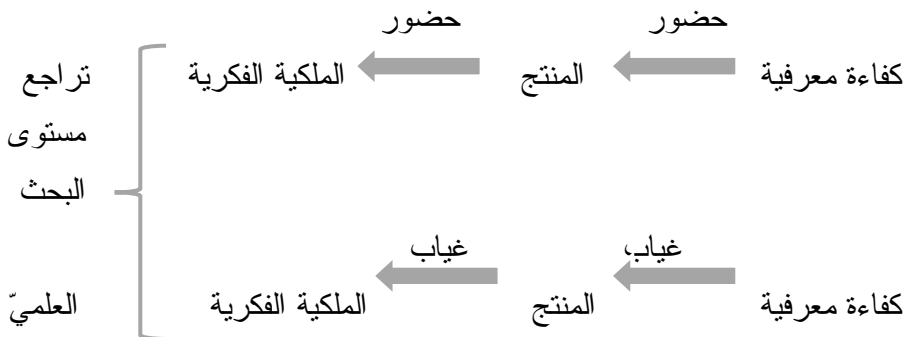 حضور حضور
كفاءة معرفية المنتج الملكية الفكرية تراجع
مستوى
البحث
غياب غياب
كفاءة معرفية المنتج الملكية الفكرية العلميّ